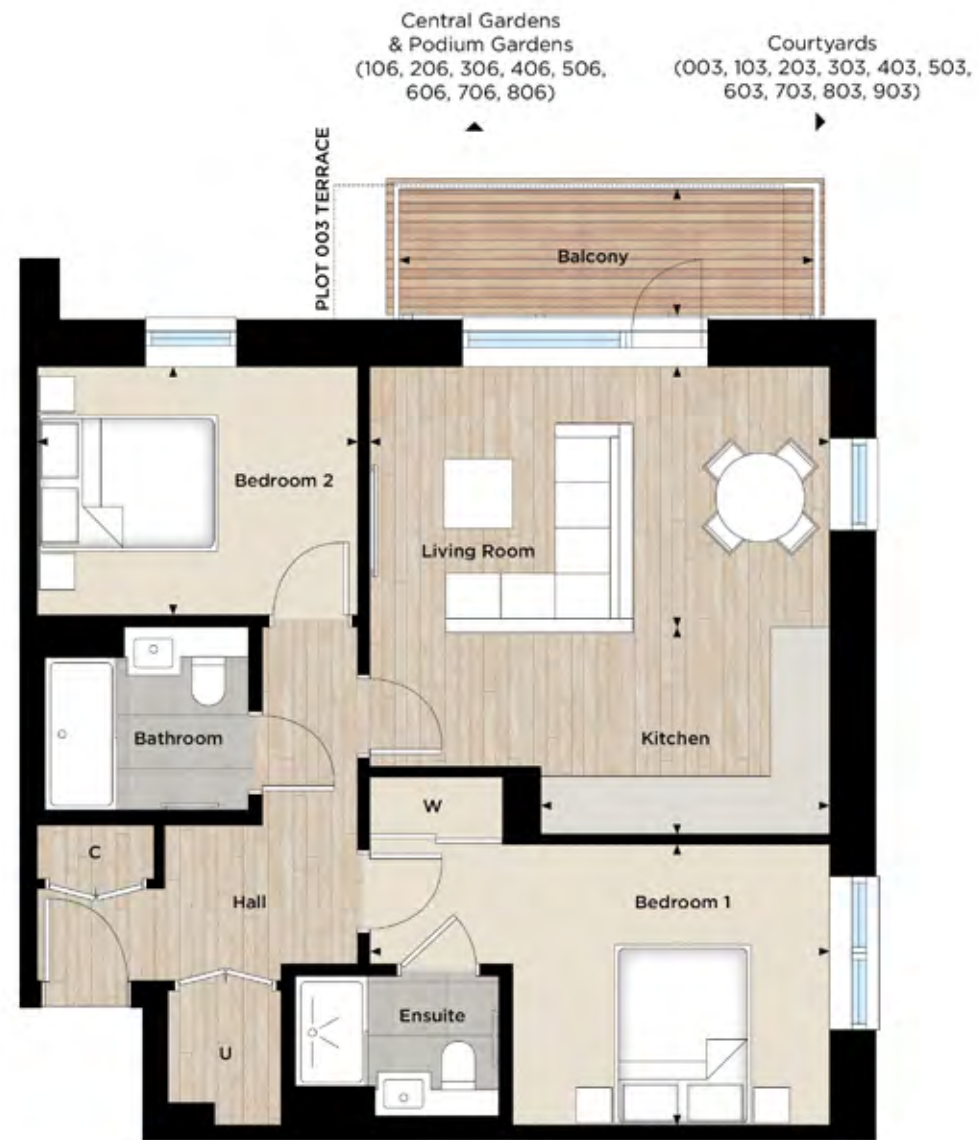 Central Gardens
& Podium Gardens
(106, 206, 306, 406, 506,
606, 706, 806)
Courtyards
(003, 103, 203, 303, 403, 503,
603, 703, 803, 903)
PLOT 003 TERRACE
Balcony
Bedroom 2
Living Room
Bathroom
Kitchen
W
C
Hall
Bedroom 1
Ensuite
U